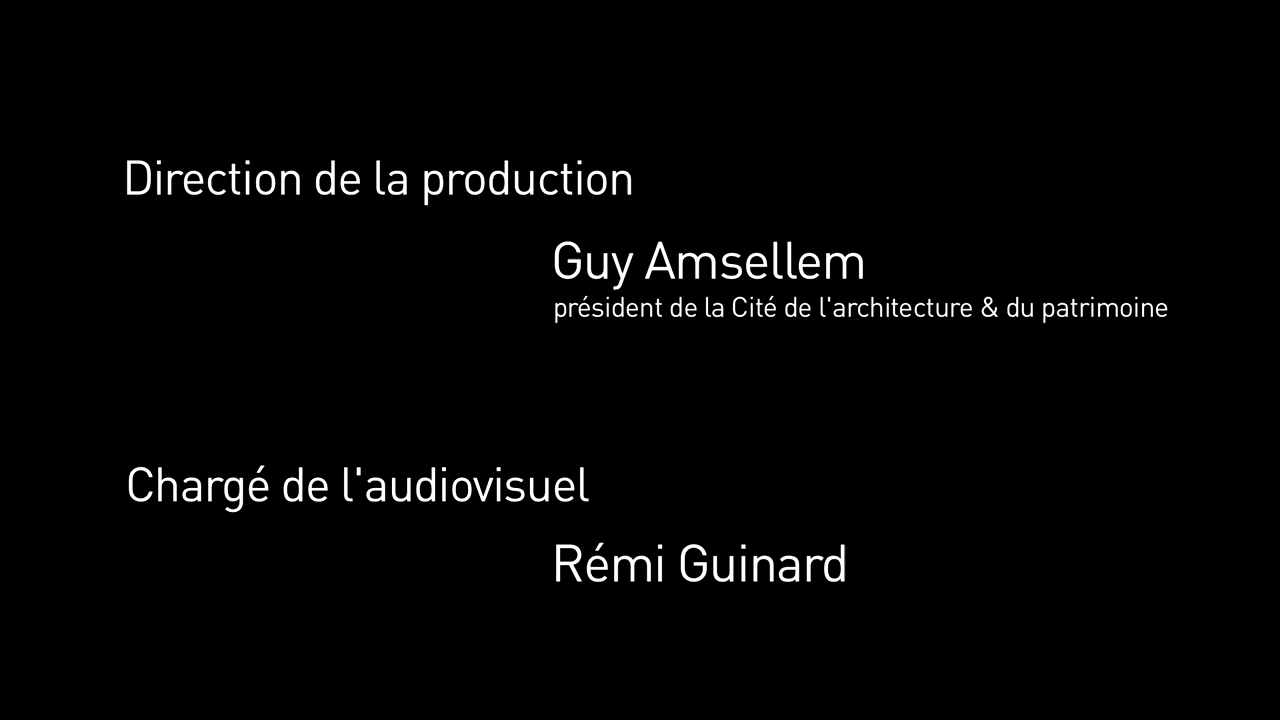 Direction de la production
Guy Amsellem
président de la Cité de l'architecture & du patrimoine
Chargé de l'audiovisuel
Rémi Guinard